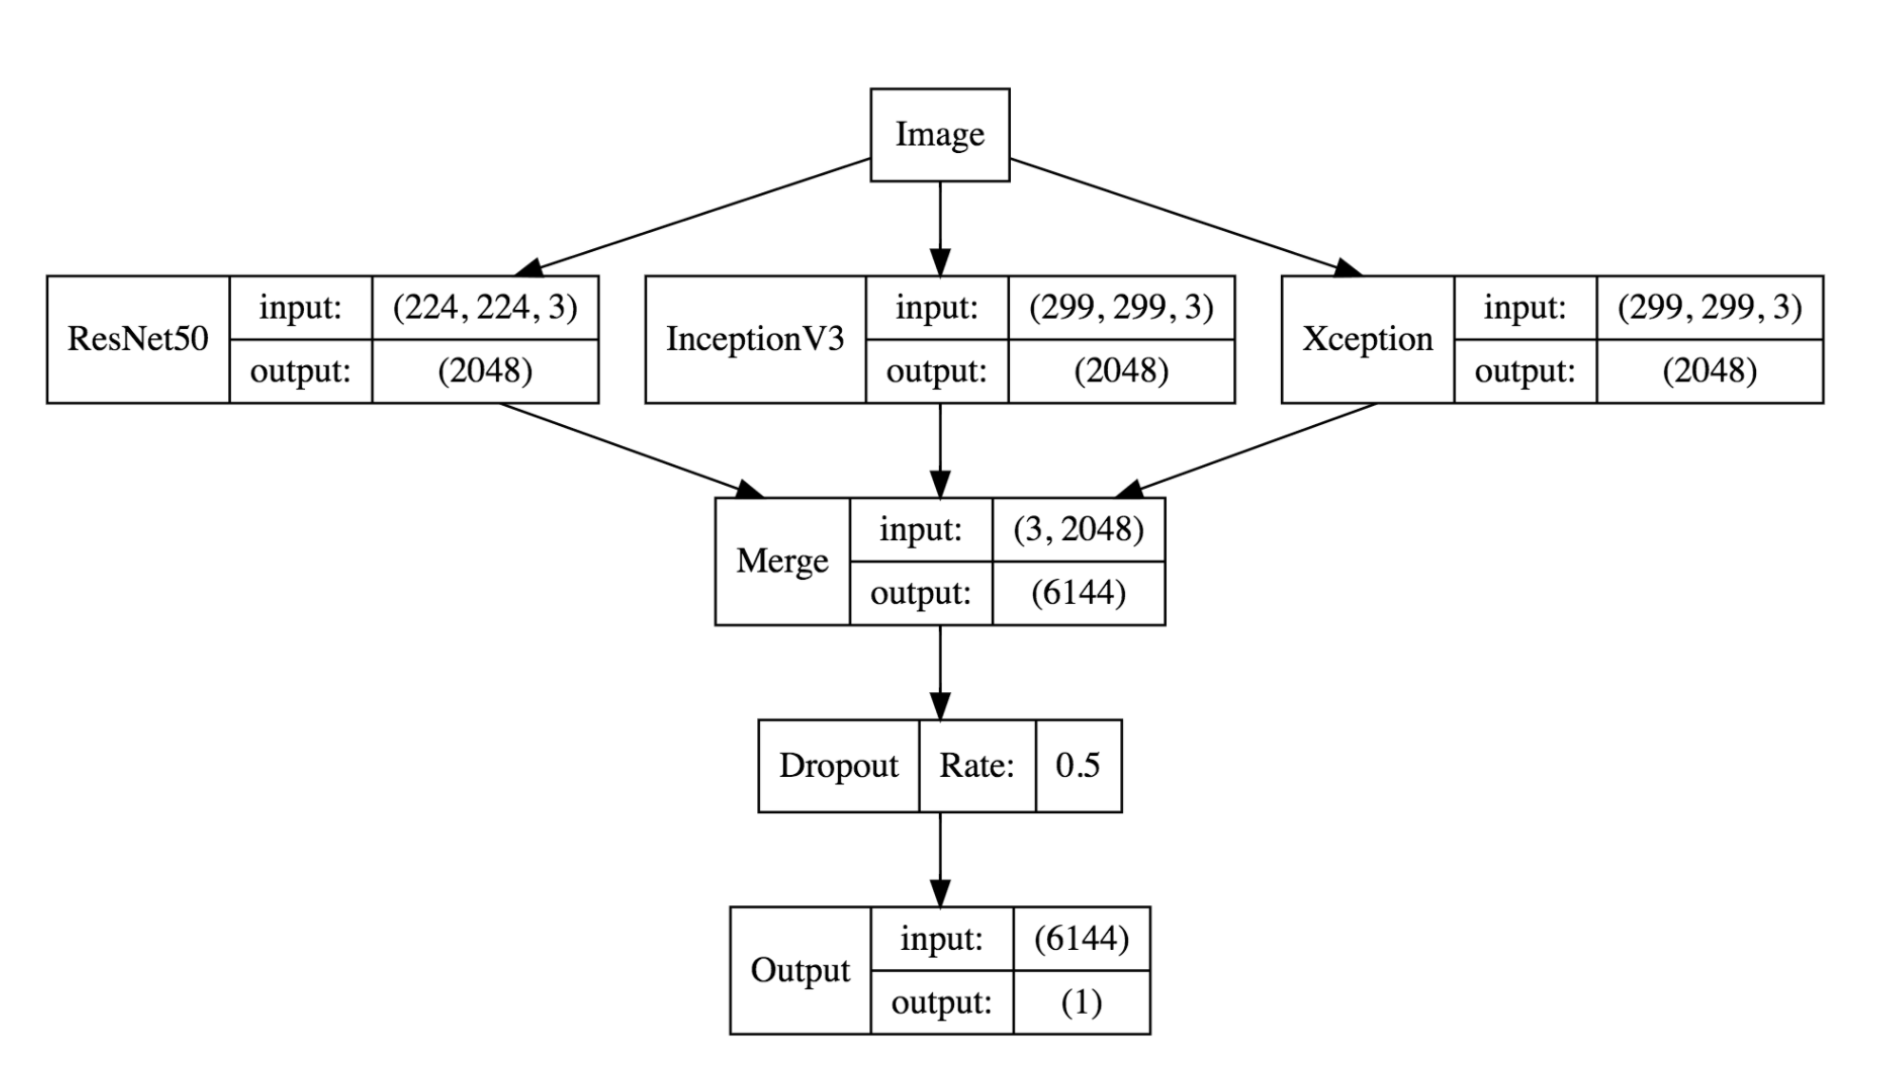 Image
ResNet50
input:
(224, 224, 3)
output:
(2048)
InceptionV3
input:
(299, 299, 3)
output:
(2048)
Xception
input:
(299, 299, 3)
output:
(2048)
Merge
input:
(3, 2048)
output:
(6144)
Dropout
Rate:
0.5
Output
input:
(6144)
output:
(1)